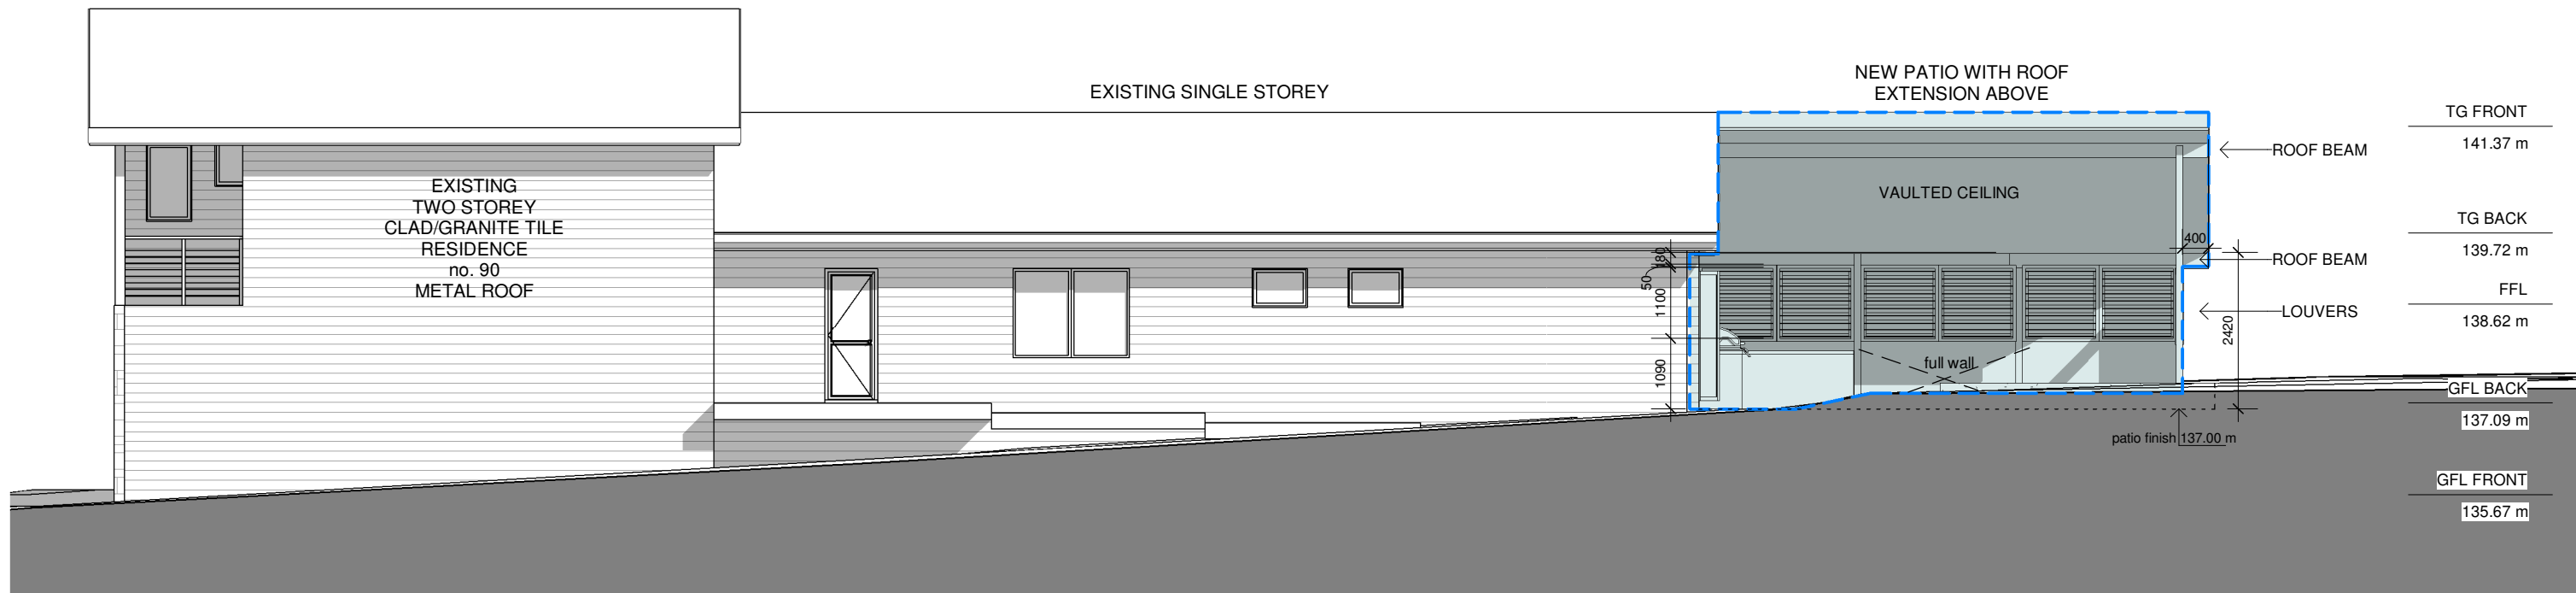 EXISTING SINGLE STOREY
NEW PATIO WITH ROOF
EXTENSION ABOVE
TG FRONT
141.37 m
ROOF BEAM
EXISTING
TWO STOREY
CLAD/GRANITE TILE
RESIDENCE
no. 90
METAL ROOF
VAULTED CEILING
TG BACK
139.72 m
400
180
50
1100
1090
ROOF BEAM
FFL
138.62 m
LOUVERS
2420
full wall
GFL BACK
137.09 m
patio finish 137.00 m
GFL FRONT
135.67 m